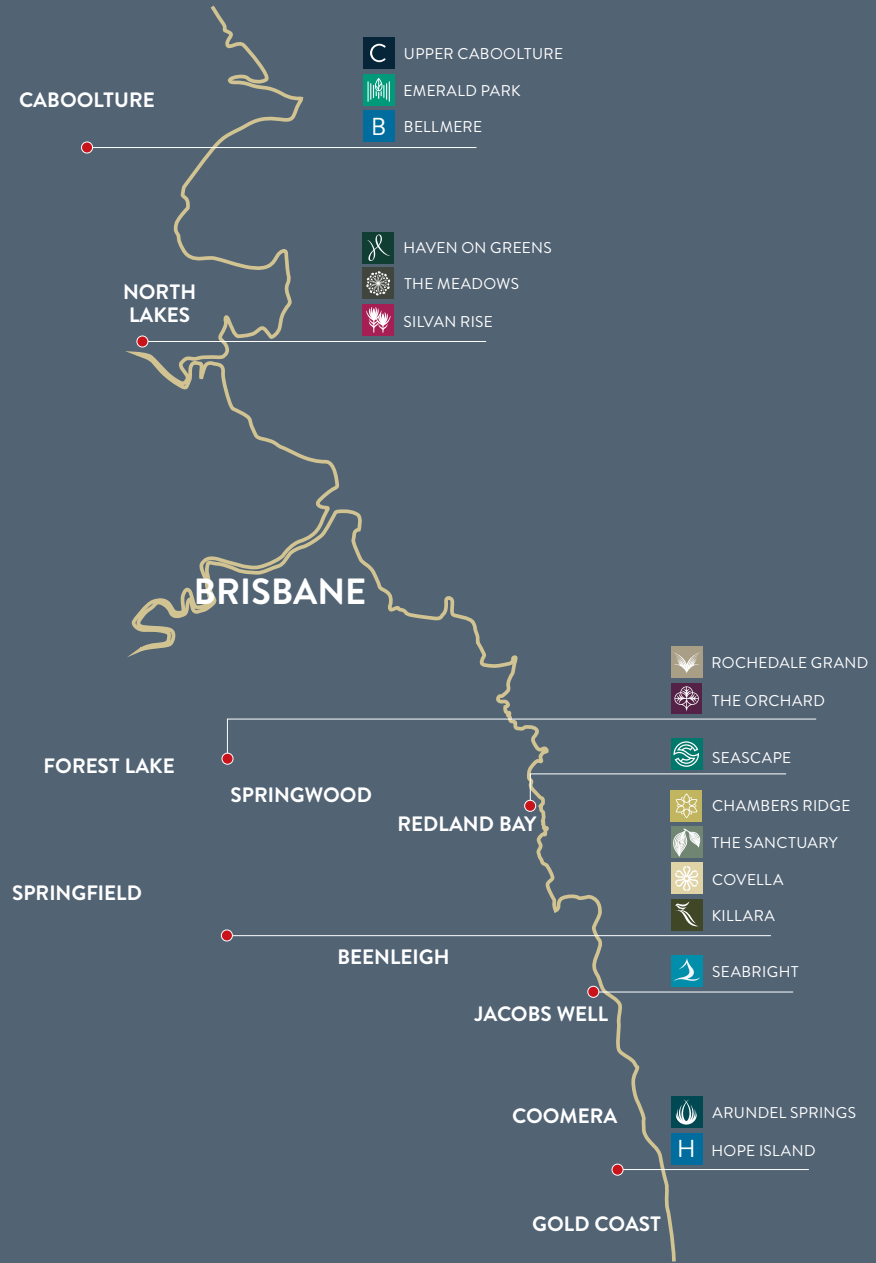 C UPPER CABOOLTURE
EMERALD PARK
CABOOLTURE
B BELLMERE
HAVEN ON GREENS
THE MEADOWS
NORTH
LAKES
SILVAN RISE
BRISBANE
ROCHEDALE GRAND
THE ORCHARD
SEASCAPE
FOREST LAKE
SPRINGWOOD
CHAMBERS RIDGE
REDLAND BAY
THE SANCTUARY
COVELLA
SPRINGFIELD
KILLARA
BEENLEIGH
SEABRIGHT
JACOBS WELL
ARUNDEL SPRINGS
COOMERA
H HOPE ISLAND
GOLD COAST